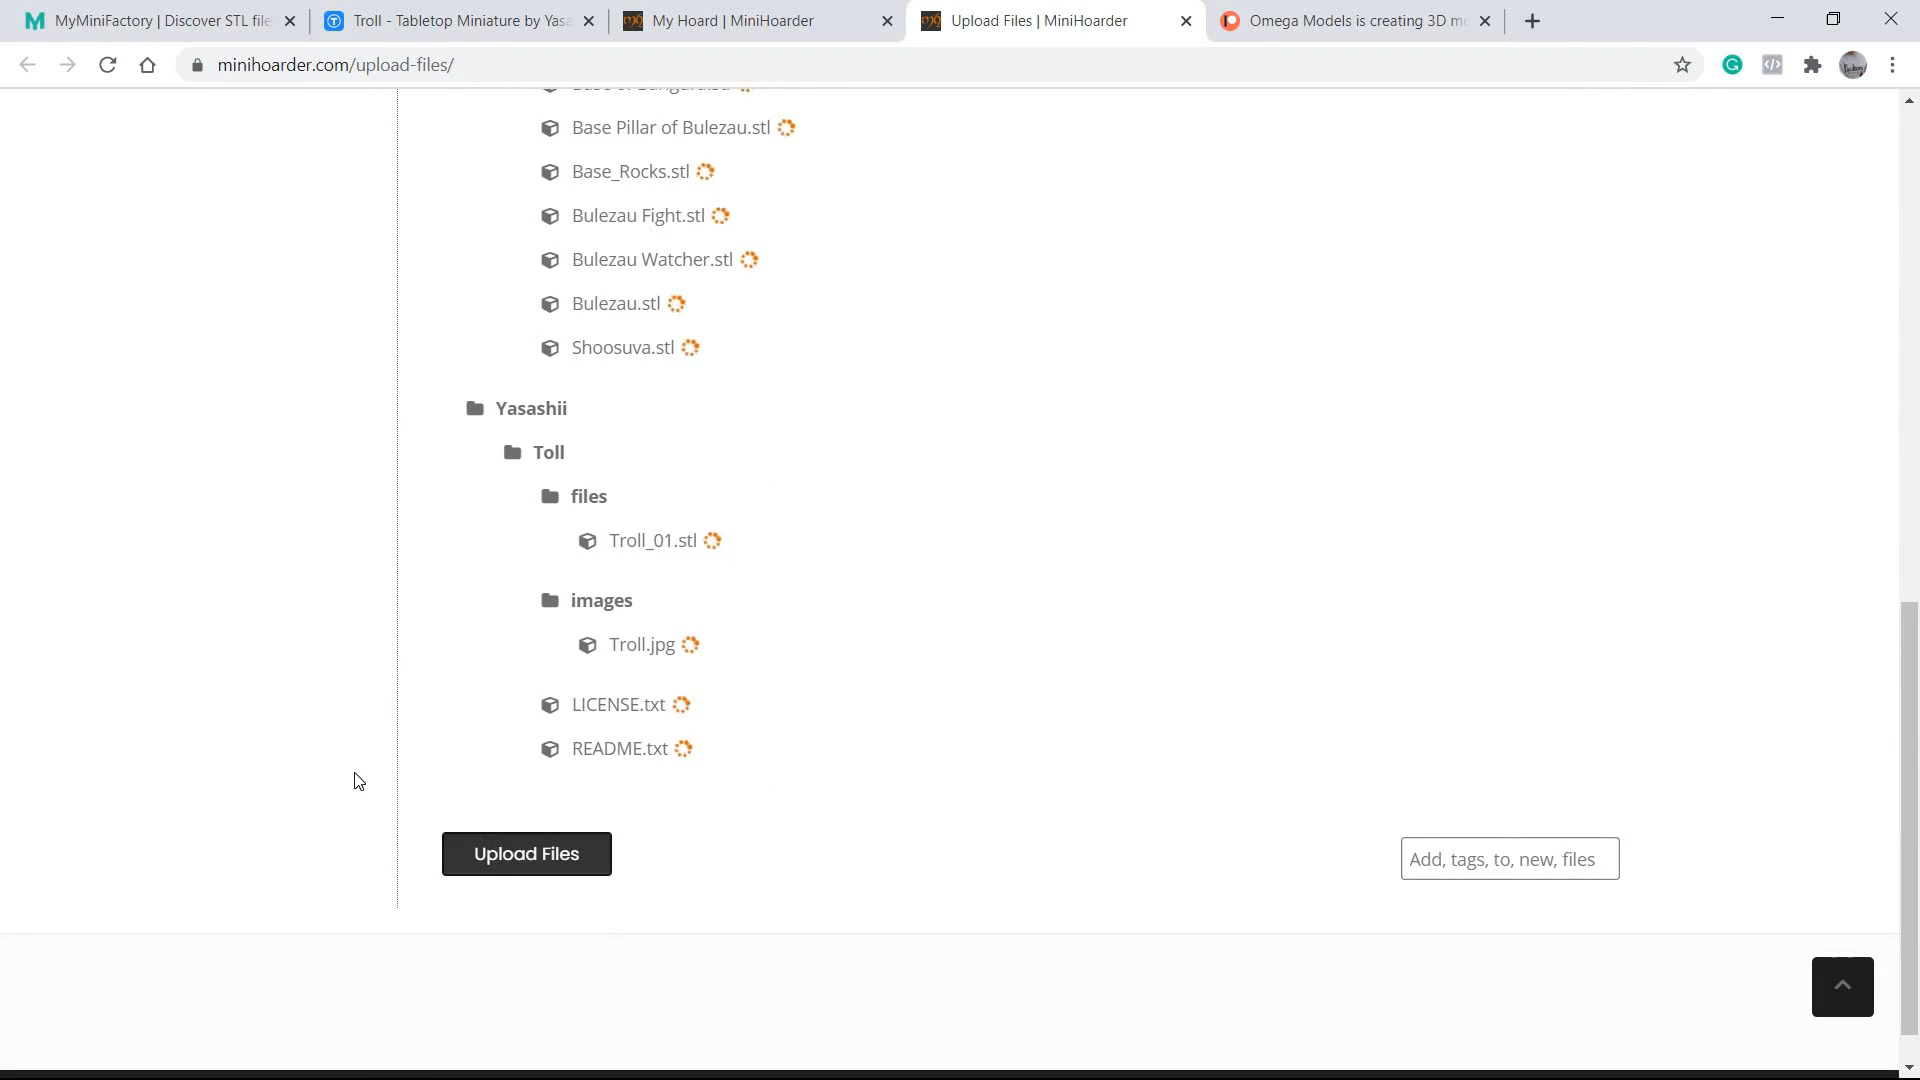 MyMiniFactory | Discover STL file
Troll - Tabletop Miniature by Yasa
My Hoard | MiniHoarder
Upload Files | MiniHoarder
Omega Models is creating 3D mo
minihoarder.com/upload-files/
Base Pillar of Bulezau.stl
Base_Rocks.stl
Bulezau Fight.stl
Bulezau Watcher.stl
Bulezau.stl
Shoosuva.stl
Yasashii
Toll
files
Troll_01.stl
images
Troll.jpg
LICENSE.txt
README.txt
Upload Files
Add, tags, to, new, files